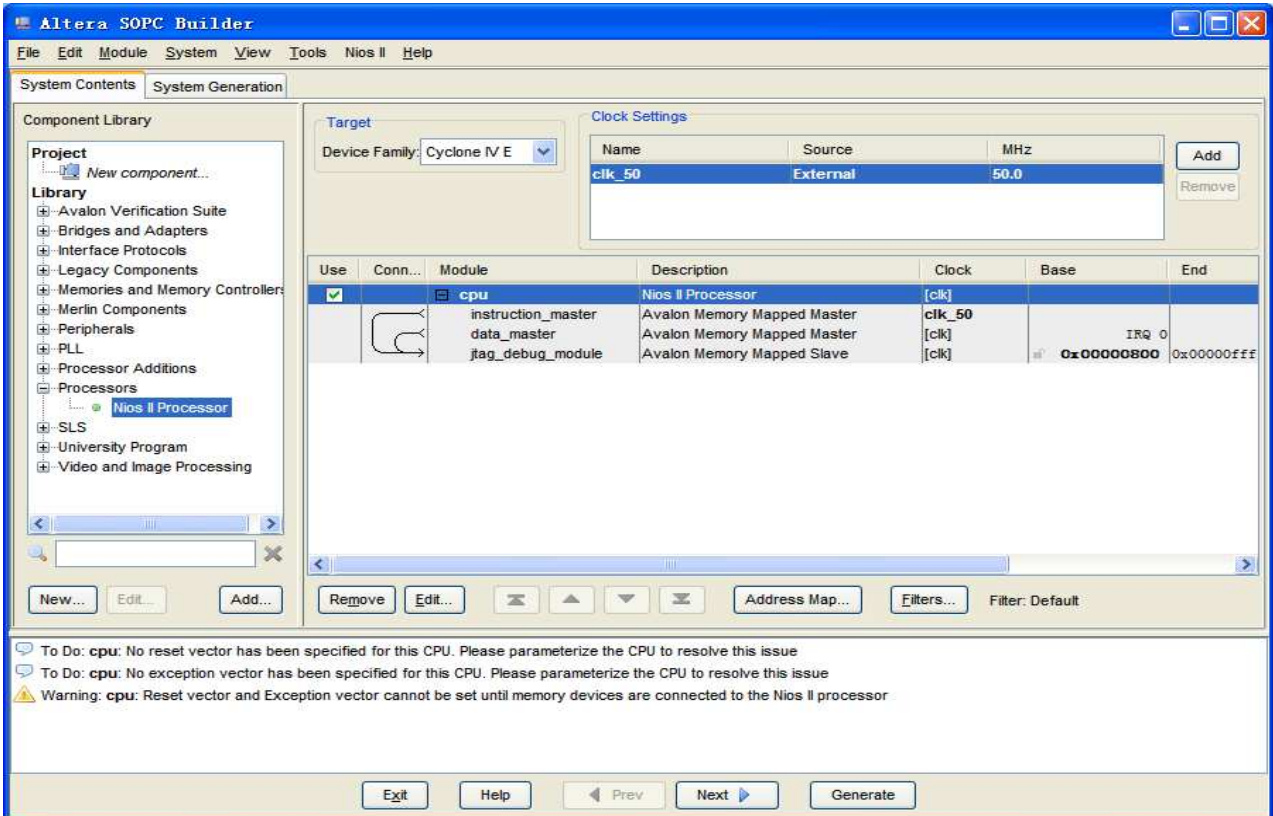 Altera SOPC Builder
File Edit Module System View Tools Nios II Help
System Contents System Generation
Component Library
Project
New component...
Library
Avalon Verification Suite
Bridges and Adapters
Interface Protocols
Legacy Components
Memories and Memory Controllers
Merlin Components
Peripherals
PLL
Processor Additions
Processors
Nios II Processor
SLS
University Program
Video and Image Processing
New... Edit... Add...
Target
Device Family: Cyclone IV E
Clock Settings
Name Source MHz
clk_50 External 50.0
Add
Remove
Use Conn... Module Description Clock Base End
cpu Nios II Processor [clk]
instruction_master Avalon Memory Mapped Master clk_50
data_master Avalon Memory Mapped Master [clk] IRQ 0
jtag_debug_module Avalon Memory Mapped Slave [clk] 0x00000800 0x00000fff
Remove Edit... Address Map... Filters... Filter: Default
To Do: cpu: No reset vector has been specified for this CPU. Please parameterize the CPU to resolve this issue
To Do: cpu: No exception vector has been specified for this CPU. Please parameterize the CPU to resolve this issue
Warning: cpu: Reset vector and Exception vector cannot be set until memory devices are connected to the Nios II processor
Exit Help Prev Next Generate